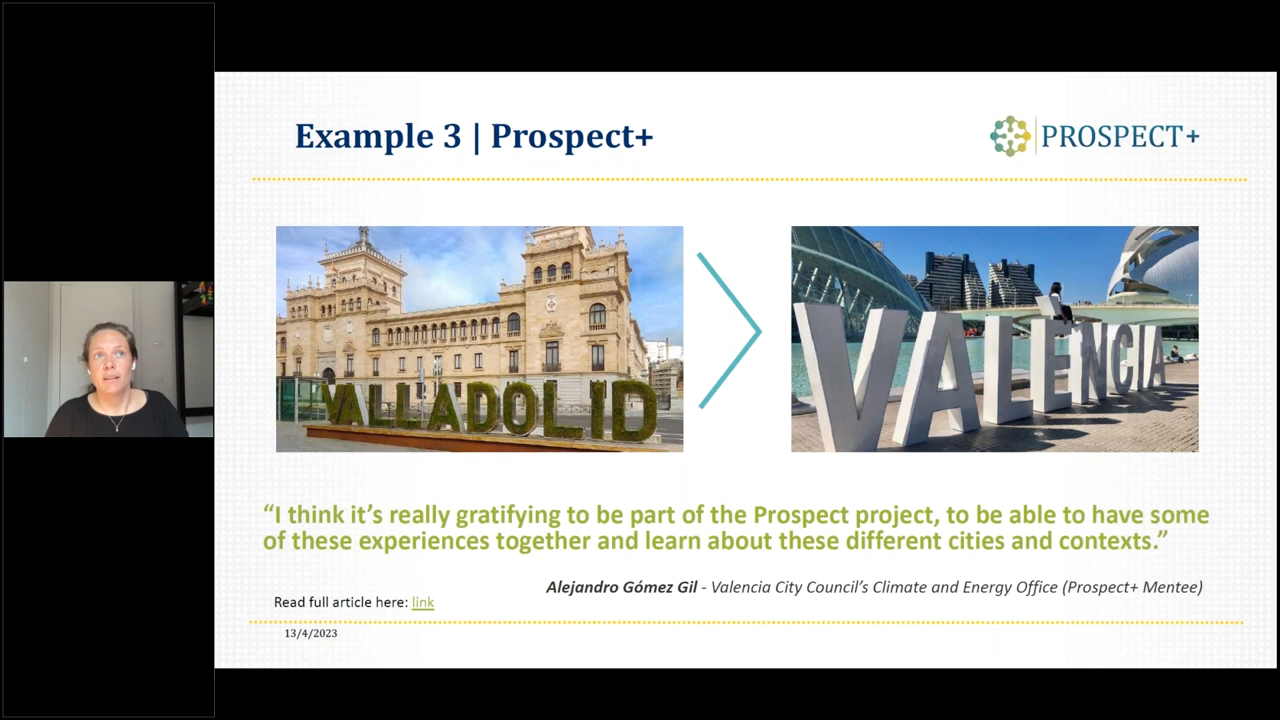 Example 3 | Prospect+
PROSPECT+
VALLADOLID
VALENCIA
“I think it’s really gratifying to be part of the Prospect project, to be able to have some
of these experiences together and learn about these different cities and contexts.”
Alejandro Gómez Gil - Valencia City Council’s Climate and Energy Office (Prospect+ Mentee)
Read full article here: link
13/4/2023